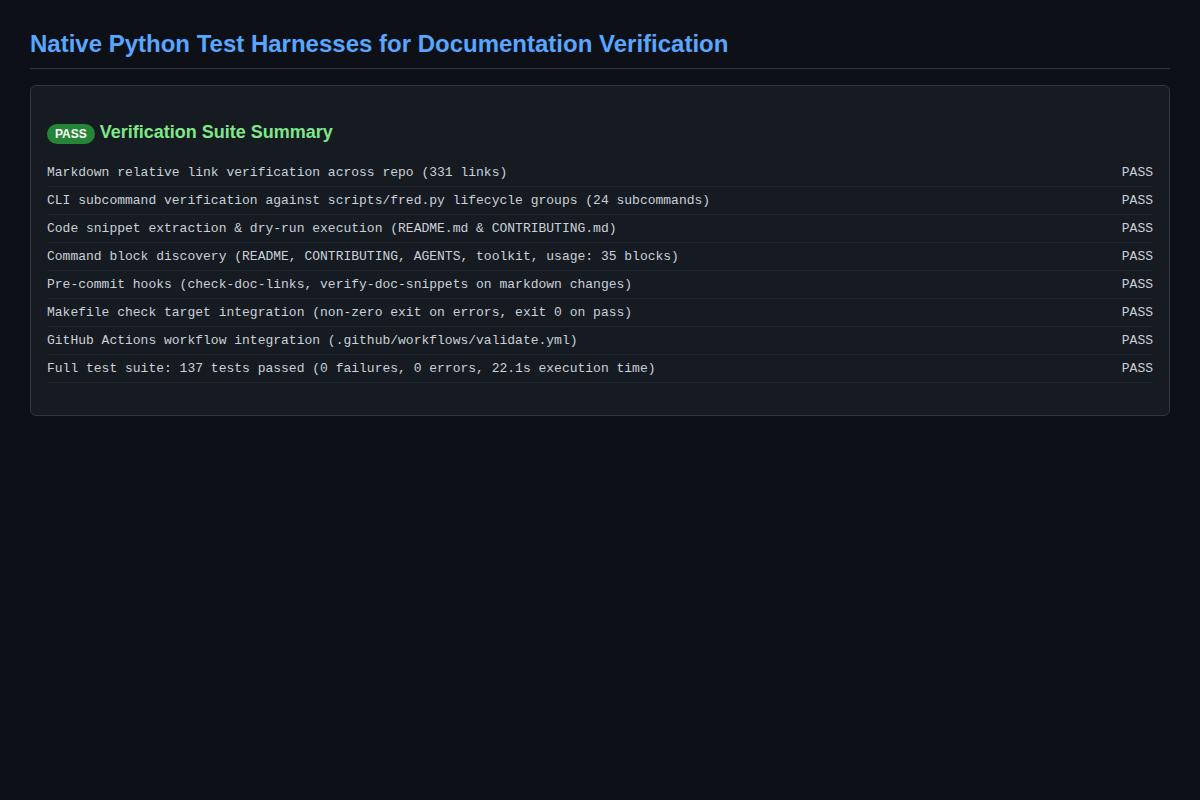 Native Python Test Harnesses for Documentation Verification
PASS Verification Suite Summary
Markdown relative link verification across repo (331 links) PASS
CLI subcommand verification against scripts/fred.py lifecycle groups (24 subcommands) PASS
Code snippet extraction & dry-run execution (README.md & CONTRIBUTING.md) PASS
Command block discovery (README, CONTRIBUTING, AGENTS, toolkit, usage: 35 blocks) PASS
Pre-commit hooks (check-doc-links, verify-doc-snippets on markdown changes) PASS
Makefile check target integration (non-zero exit on errors, exit 0 on pass) PASS
GitHub Actions workflow integration (.github/workflows/validate.yml) PASS
Full test suite: 137 tests passed (0 failures, 0 errors, 22.1s execution time) PASS